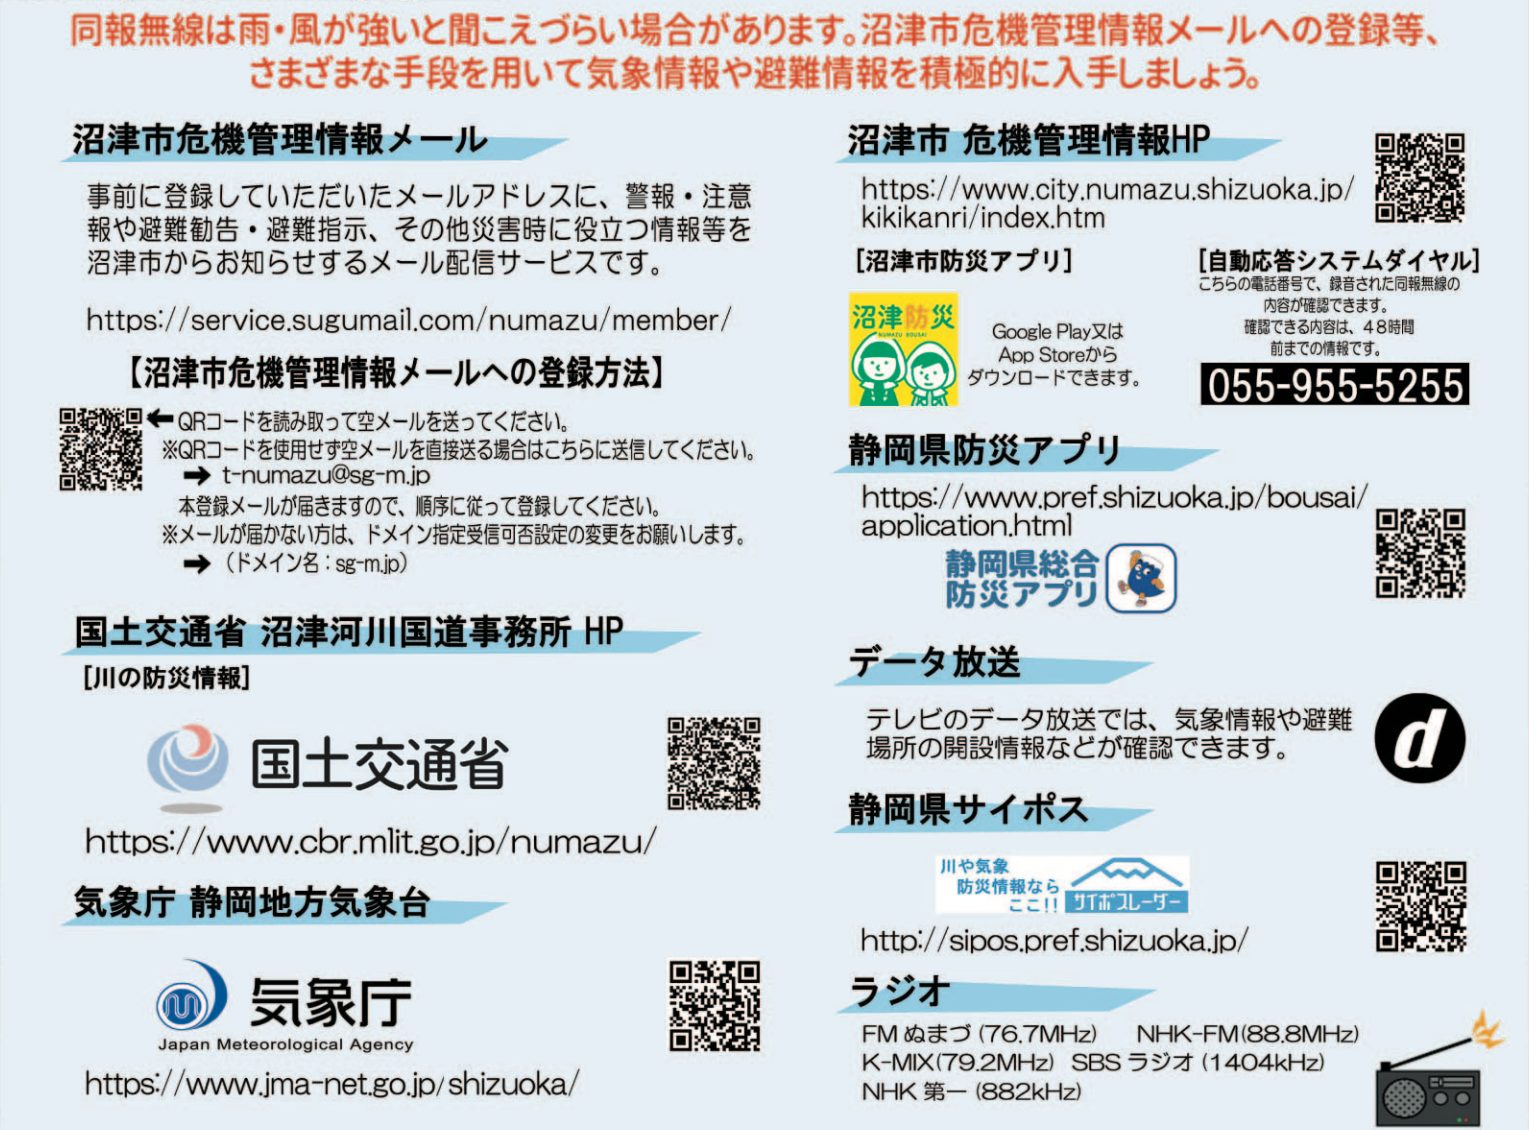 同報無線は雨・風が強いと聞こえづらい場合があります。沼津市危機管理情報メールへの登録等、
さまざまな手段を用いて気象情報や避難情報を積極的に入手しましょう。
沼津市危機管理情報メール
事前に登録していただいたメールアドレスに、警報・注意
報や避難勧告・避難指示、その他災害時に役立つ情報等を
沼津市からお知らせするメール配信サービスです。
https://service.sugumail.com/numazu/member/
【沼津市危機管理情報メールへの登録方法】
←QRコードを読み取って空メールを送ってください。
※QRコードを使用せず空メールを直接送る場合はこちらに送信してください。
➡ t-numazu@sg-m.jp
本登録メールが届きますので、順序に従って登録してください。
※メールが届かない方は、ドメイン指定受信可否設定の変更をお願いします。
➡（ドメイン名：sg-m.jp）
国土交通省 沼津河川国道事務所 HP
[川の防災情報]
国土交通省
https://www.cbr.mlit.go.jp/numazu/
気象庁 静岡地方気象台
気象庁
Japan Meteorological Agency
https://www.jma-net.go.jp/shizuoka/
沼津市 危機管理情報HP
https://www.city.numazu.shizuoka.jp/
kikikanri/index.htm
[沼津市防災アプリ]
沼津防災
NUMAZU BOUSAI
Google Play又は
App Storeから
ダウンロードできます。
[自動応答システムダイヤル]
こちらの電話番号で、録音された同報無線の
内容が確認できます。
確認できる内容は、48時間
前までの情報です。
055-955-5255
静岡県防災アプリ
https://www.pref.shizuoka.jp/bousai/
application.html
静岡県総合
防災アプリ
データ放送
テレビのデータ放送では、気象情報や避難
場所の開設情報などが確認できます。
d
静岡県サイポス
川や気象
防災情報なら
ここ!!
サイポスレーダー
http://sipos.pref.shizuoka.jp/
ラジオ
FM ぬまづ (76.7MHz) NHK-FM(88.8MHz)
K-MIX(79.2MHz) SBS ラジオ (1404kHz)
NHK 第一 (882kHz)